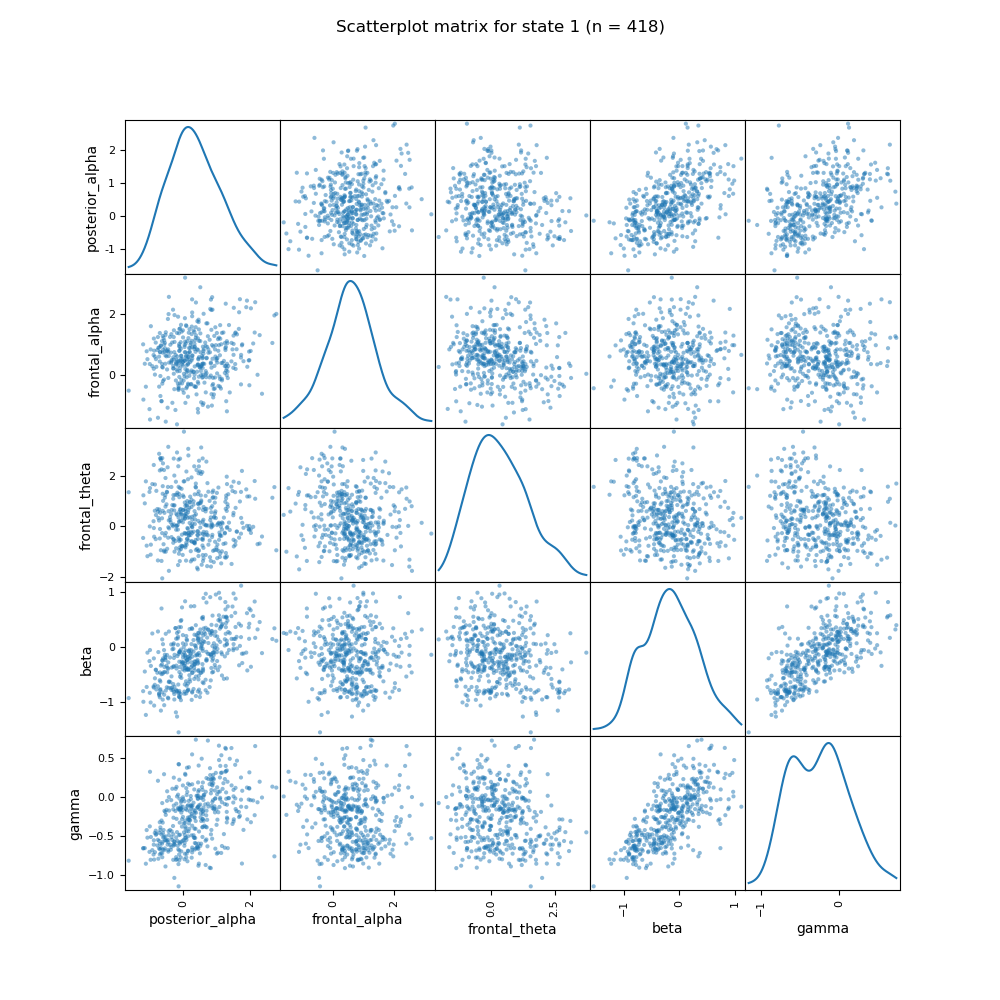 Scatterplot matrix for state 1 (n = 418)
posterior_alpha
2
1
0
-1
frontal_alpha
2
0
frontal_theta
2
0
−2
beta
1
0
−1
gamma
0.5
0.0
−0.5
−1.0
0
2
0
2
0.0
2.5
−1
0
1
−1
0
posterior_alpha
frontal_alpha
frontal_theta
beta
gamma